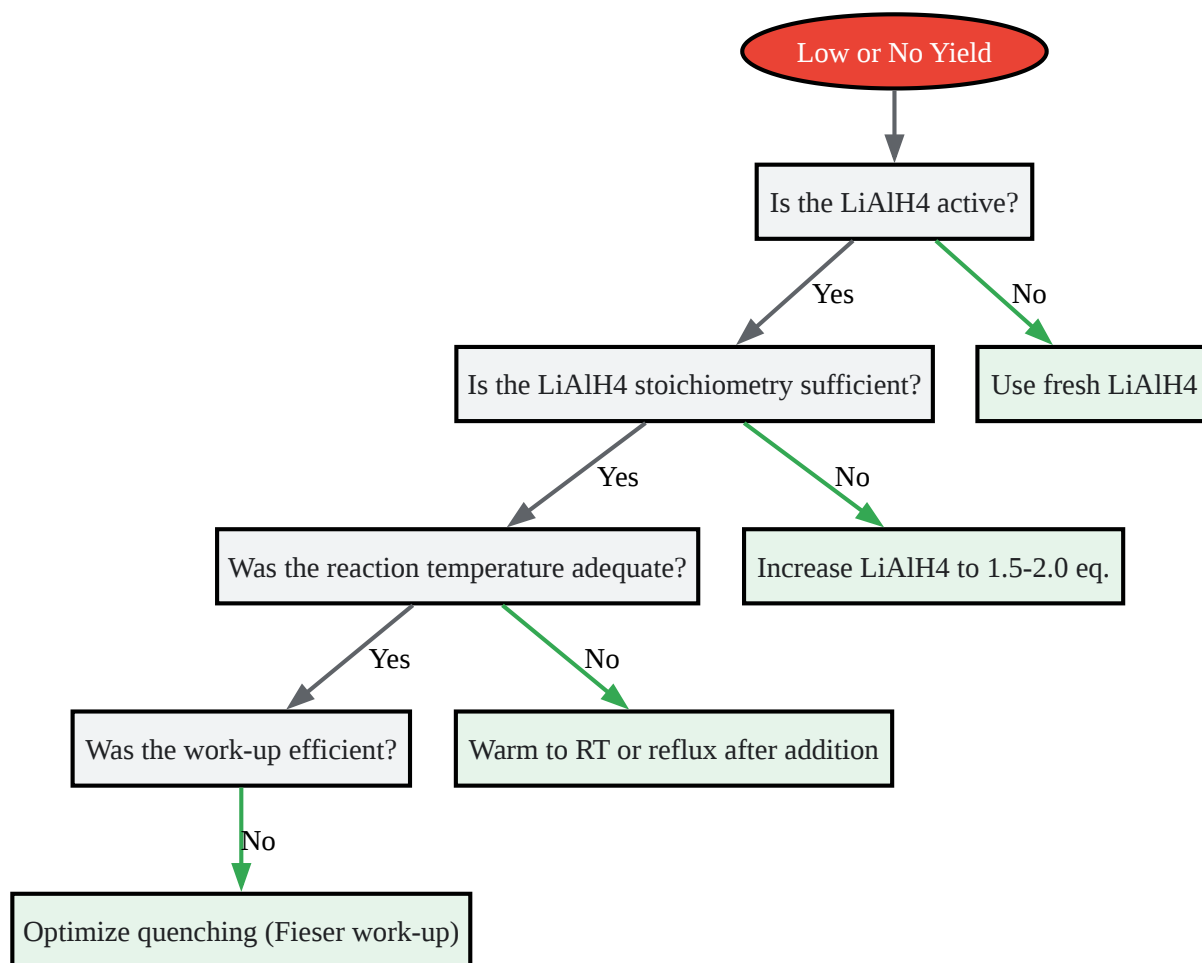 Low or No Yield
Is the LiAlH4 active?
Yes
No
Is the LiAlH4 stoichiometry sufficient?
Use fresh LiAlH4
Yes
No
Was the reaction temperature adequate?
Increase LiAlH4 to 1.5-2.0 eq.
Yes
No
Was the work-up efficient?
Warm to RT or reflux after addition
No
Optimize quenching (Fieser work-up)